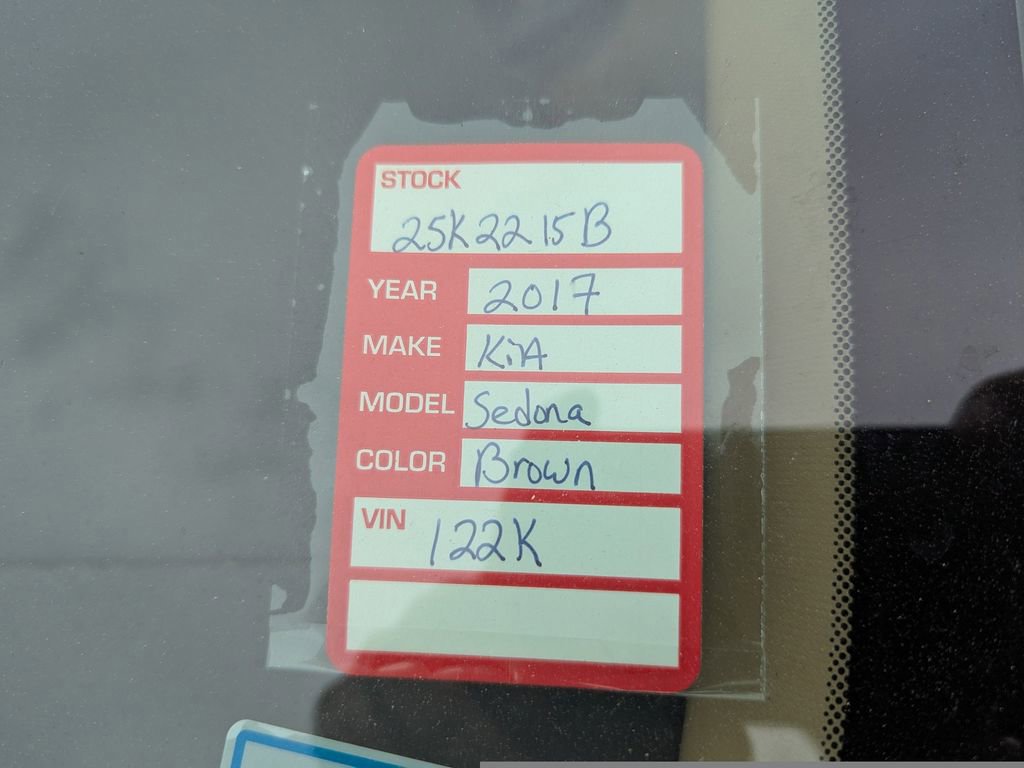 STOCK
25K2215B
YEAR 2017
MAKE KiA
MODEL Sedona
COLOR Brown
VIN 122K